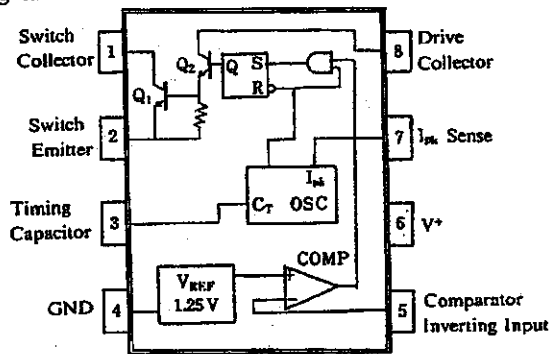 Switch
Collector
1
8
Drive
Collector
Q₂
Q
S
R
Q₁
Switch
Emitter
2
7
Ipk Sense
Ipk
CT
OSC
Timing
Capacitor
3
6
V⁺
COMP
VREF
1.25 V
+
−
GND
4
5
Comparator
Inverting Input